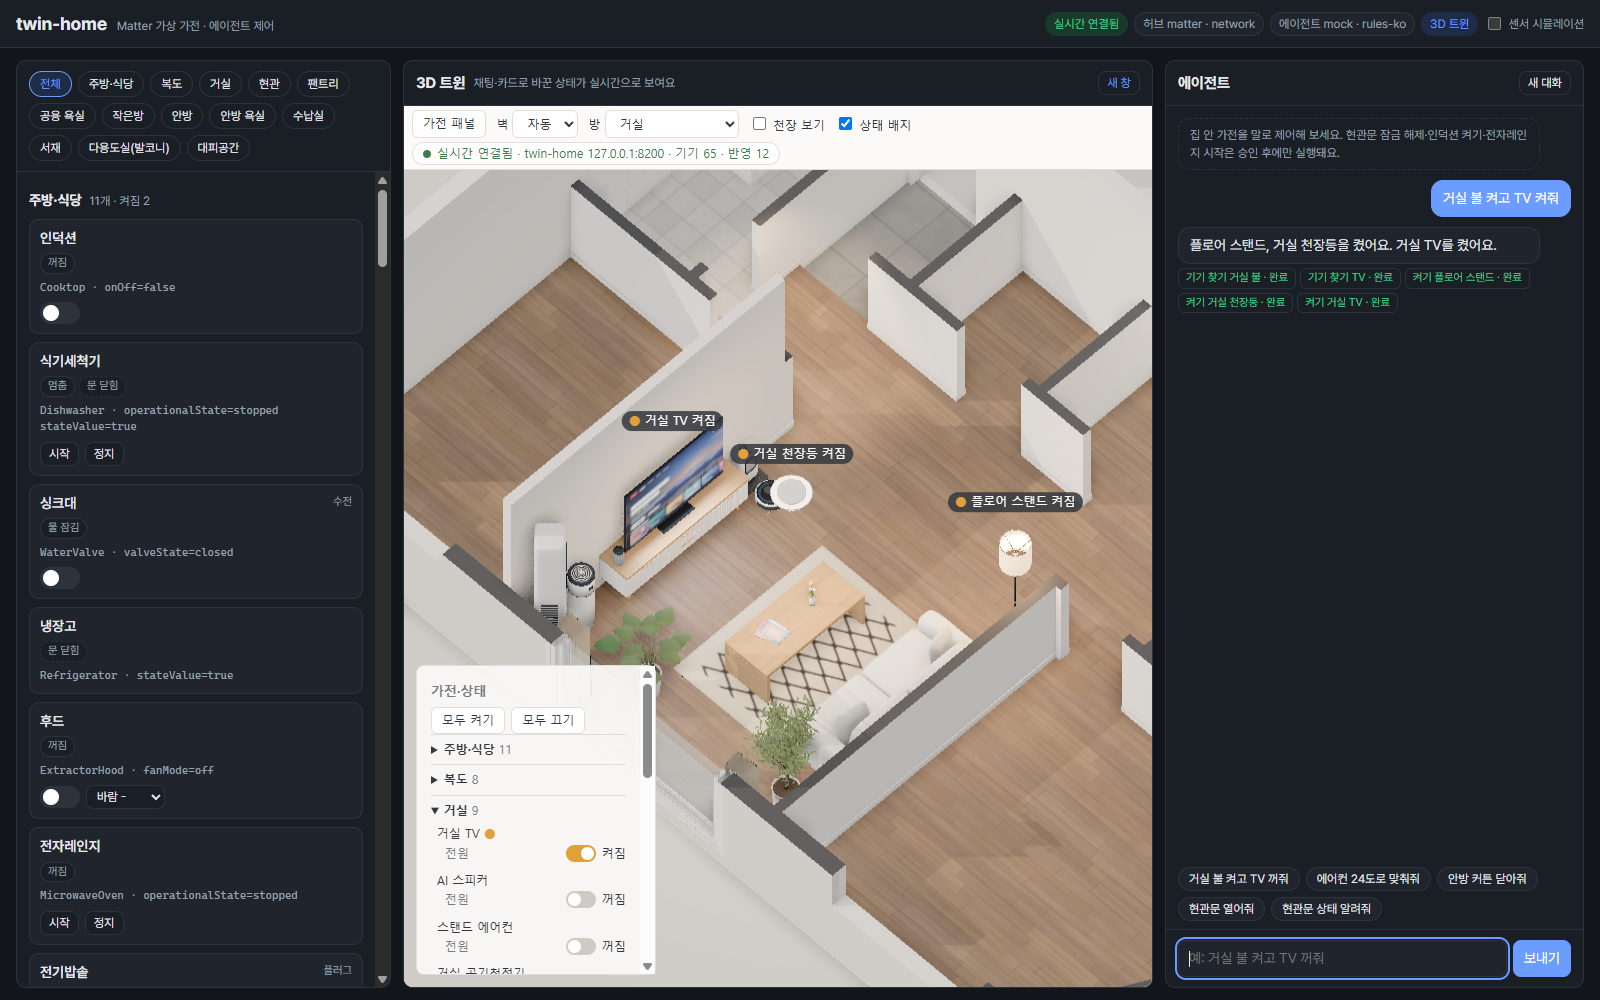 twin-home Matter 가상 가전 · 에이전트 제어
실시간 연결됨 허브 matter · network 에이전트 mock · rules-ko 3D 트윈 센서 시뮬레이션
전체 주방·식당 복도 거실 현관 팬트리
공용 욕실 작은방 안방 안방 욕실 수납실
서재 다용도실(발코니) 대피공간
주방·식당 11개 · 켜짐 2
인덕션
꺼짐
Cooktop · onOff=false
식기세척기
멈춤 문 닫힘
Dishwasher · operationalState=stopped
stateValue=true
시작 정지
싱크대 수전
물 잠김
WaterValve · valveState=closed
냉장고
문 닫힘
Refrigerator · stateValue=true
후드
꺼짐
ExtractorHood · fanMode=off
바람 -
전자레인지
꺼짐
MicrowaveOven · operationalState=stopped
시작 정지
전기밥솥 플러그
3D 트윈 채팅·카드로 바꾼 상태가 실시간으로 보여요 새 창
가전 패널 벽 자동 방 거실 천장 보기 상태 배지
실시간 연결됨 · twin-home 127.0.0.1:8200 · 기기 65 · 반영 12
거실 TV 켜짐
거실 천장등 켜짐
플로어 스탠드 켜짐
가전·상태
모두 켜기 모두 끄기
주방·식당 11
복도 8
거실 9
거실 TV
전원 켜짐
AI 스피커
전원 꺼짐
스탠드 에어컨
전원 꺼짐
거실 공기청정기
에이전트 새 대화
집 안 가전을 말로 제어해 보세요. 현관문 잠금 해제·인덕션 켜기·전자레인
지 시작은 승인 후에만 실행돼요.
거실 불 켜고 TV 켜줘
플로어 스탠드, 거실 천장등을 켰어요. 거실 TV를 켰어요.
기기 찾기 거실 불 · 완료 기기 찾기 TV · 완료 켜기 플로어 스탠드 · 완료
켜기 거실 천장등 · 완료 켜기 거실 TV · 완료
거실 불 켜고 TV 꺼줘 에어컨 24도로 맞춰줘 안방 커튼 닫아줘
현관문 열어줘 현관문 상태 알려줘
예: 거실 불 켜고 TV 꺼줘 보내기